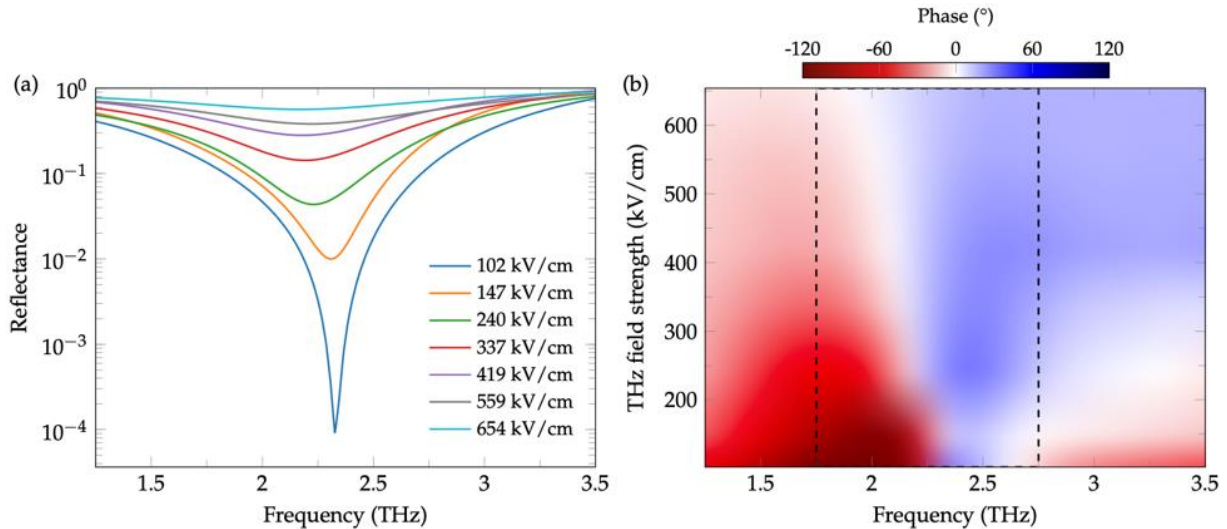 (a)
10^0
10^−1
10^−2
10^−3
10^−4
Reflectance
102 kV/cm
147 kV/cm
240 kV/cm
337 kV/cm
419 kV/cm
559 kV/cm
654 kV/cm
1.5 2 2.5 3 3.5
Frequency (THz)
Phase (°)
-120 -60 0 60 120
(b)
600
500
400
300
200
THz field strength (kV/cm)
1.5 2 2.5 3 3.5
Frequency (THz)